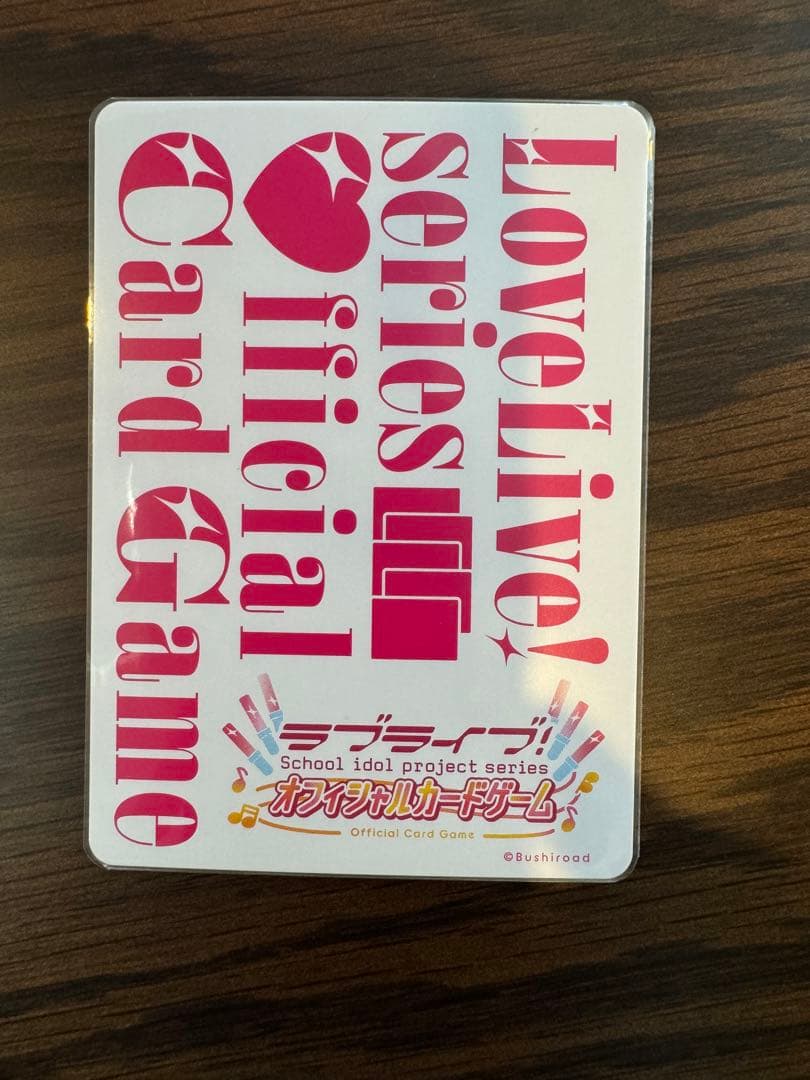 LoveLive!
series
♥fficial
Card Game
ラブライブ!
School idol project series
オフィシャルカードゲーム
Official Card Game
©Bushiroad